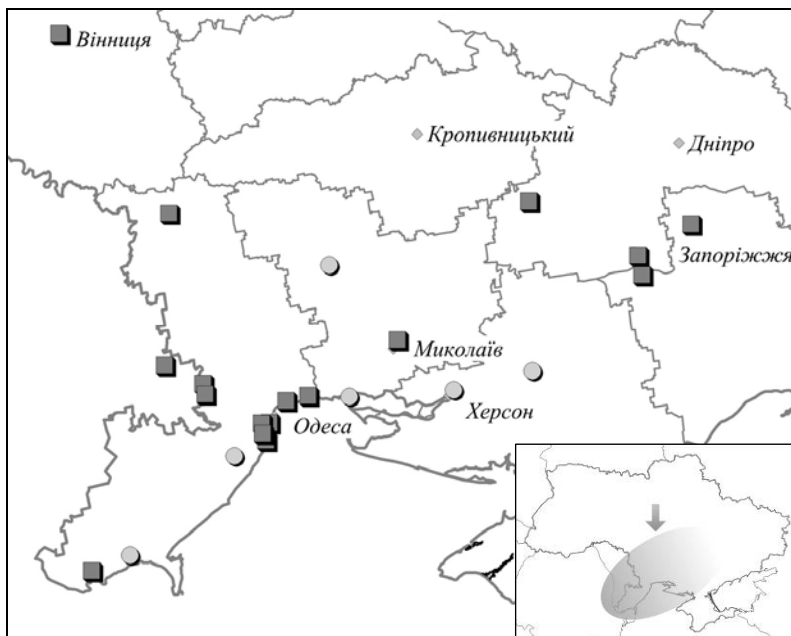 Вінниця
Кропивницький
Дніпро
Запоріжжя
Миколаїв
Херсон
Одеса